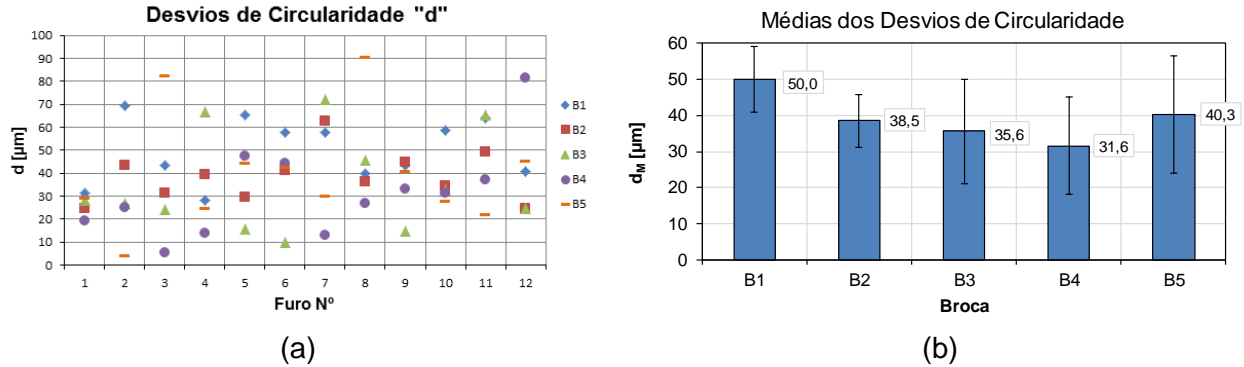 Desvios de Circularidade "d"
100
90
80
70
60
50
40
30
20
10
0
d [µm]
1 2 3 4 5 6 7 8 9 10 11 12
Furo Nº
B1
B2
B3
B4
B5
(a)
Médias dos Desvios de Circularidade
60
50
40
30
20
10
0
d_M [µm]
50,0
38,5
35,6
31,6
40,3
B1 B2 B3 B4 B5
Broca
(b)